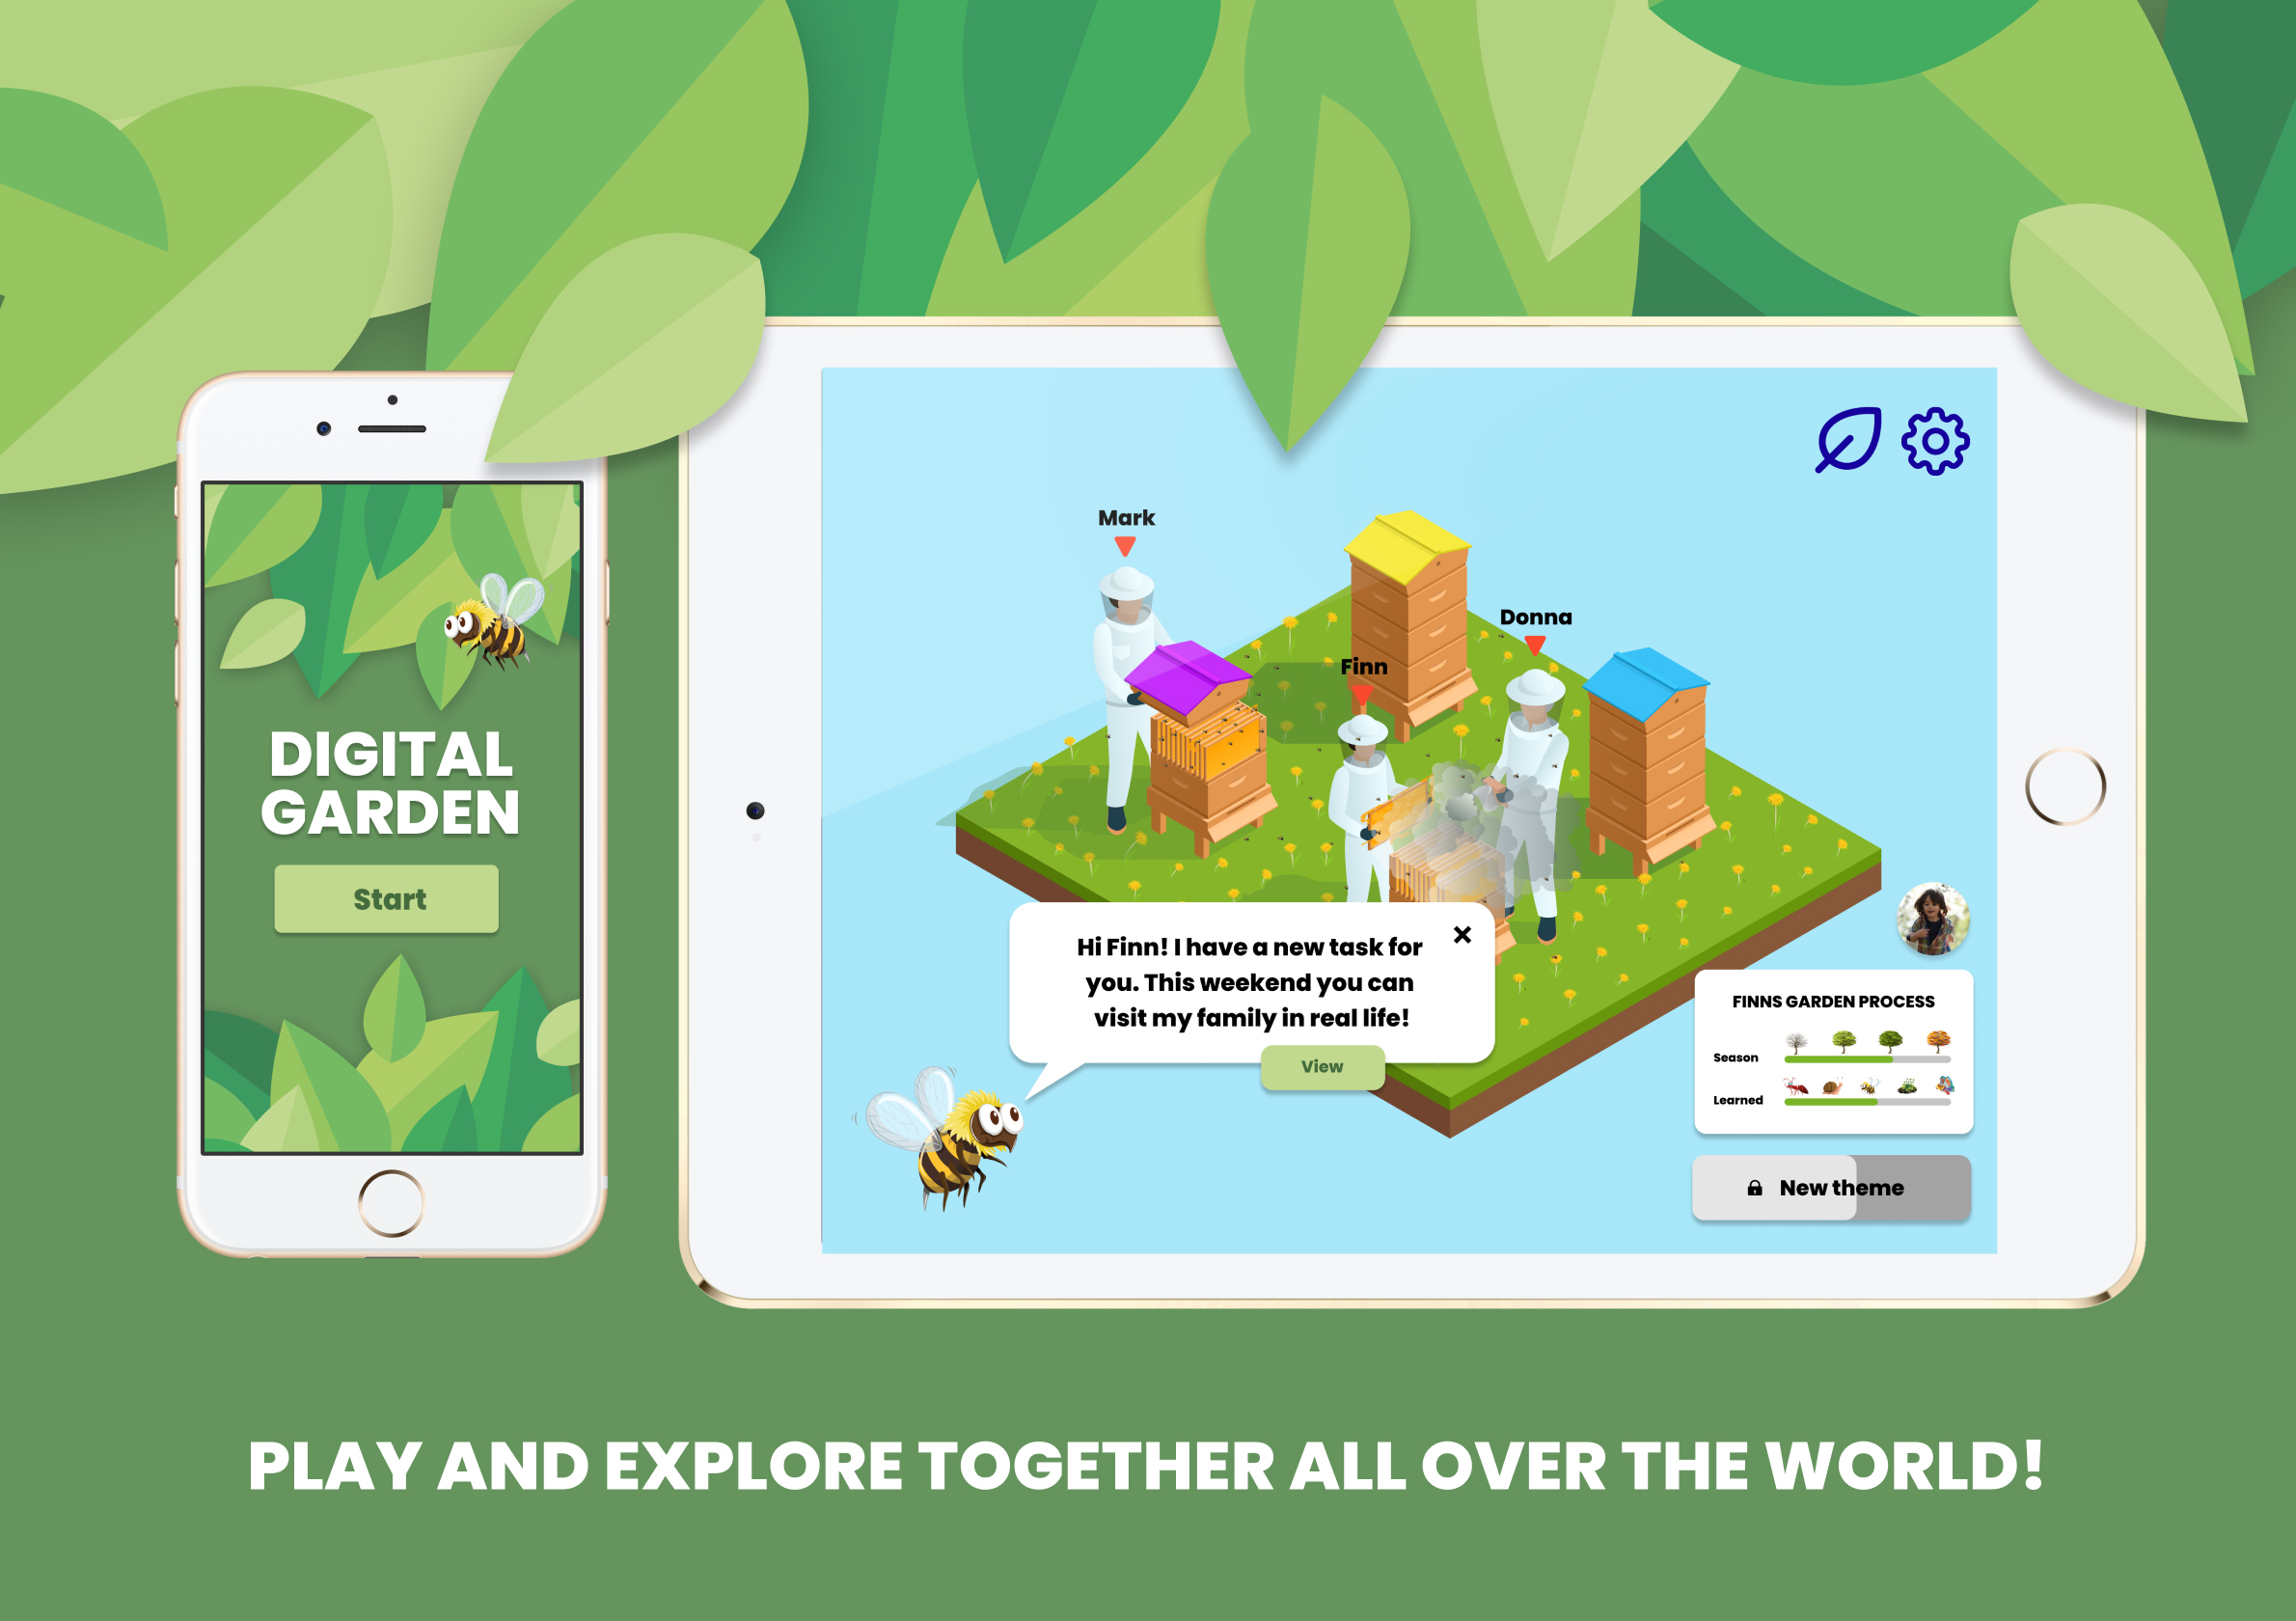 DIGITAL
GARDEN
Start
Mark
Donna
Finn
Hi Finn! I have a new task for
you. This weekend you can
visit my family in real life!
View
FINNS GARDEN PROCESS
Season
Learned
New theme
PLAY AND EXPLORE TOGETHER ALL OVER THE WORLD!